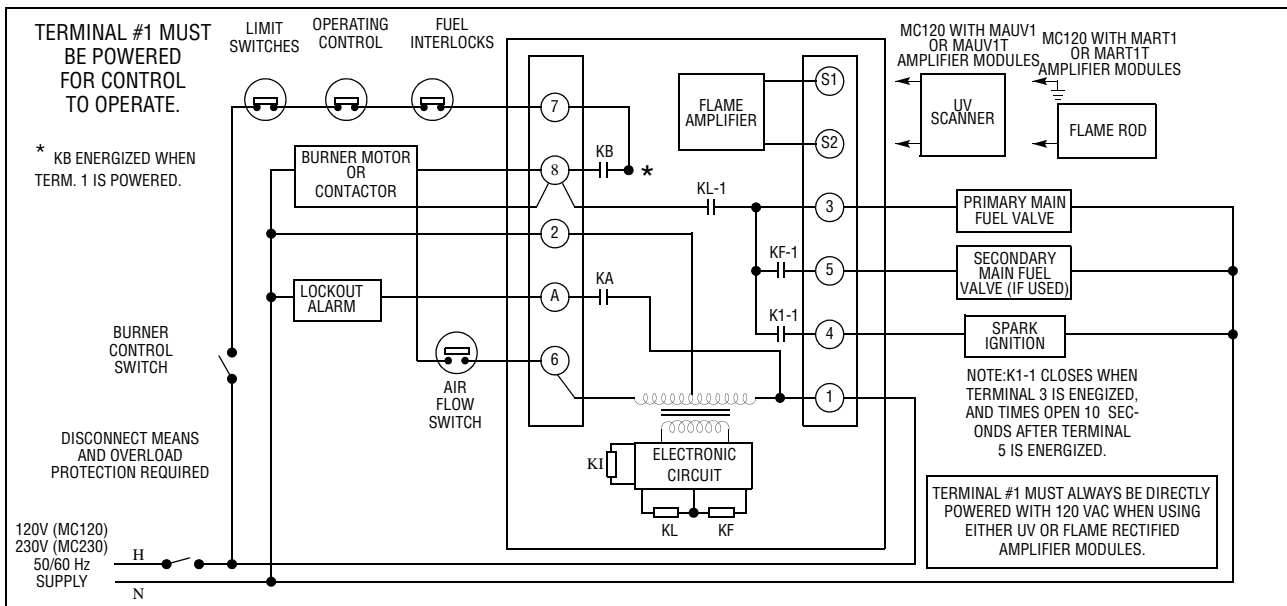 TERMINAL #1 MUST
BE POWERED
FOR CONTROL
TO OPERATE.
* KB ENERGIZED WHEN
TERM. 1 IS POWERED.
LIMIT
SWITCHES
OPERATING
CONTROL
FUEL
INTERLOCKS
BURNER MOTOR
OR
CONTACTOR
LOCKOUT
ALARM
AIR
FLOW
SWITCH
BURNER
CONTROL
SWITCH
DISCONNECT MEANS
AND OVERLOAD
PROTECTION REQUIRED
120V (MC120)
230V (MC230)
50/60 Hz
SUPPLY
H
N
7
8
2
A
6
KB
*
KA
KL-1
KF-1
K1-1
FLAME
AMPLIFIER
S1
S2
3
5
4
1
ELECTRONIC
CIRCUIT
KI
KL
KF
MC120 WITH MAUV1
OR MAUV1T
AMPLIFIER MODULES
MC120 WITH MART1
OR MART1T
AMPLIFIER MODULES
UV
SCANNER
FLAME ROD
PRIMARY MAIN
FUEL VALVE
SECONDARY
MAIN FUEL
VALVE (IF USED)
SPARK
IGNITION
NOTE:K1-1 CLOSES WHEN
TERMINAL 3 IS ENEGIZED,
AND TIMES OPEN 10 SEC-
ONDS AFTER TERMINAL
5 IS ENERGIZED.
TERMINAL #1 MUST ALWAYS BE DIRECTLY
POWERED WITH 120 VAC WHEN USING
EITHER UV OR FLAME RECTIFIED
AMPLIFIER MODULES.